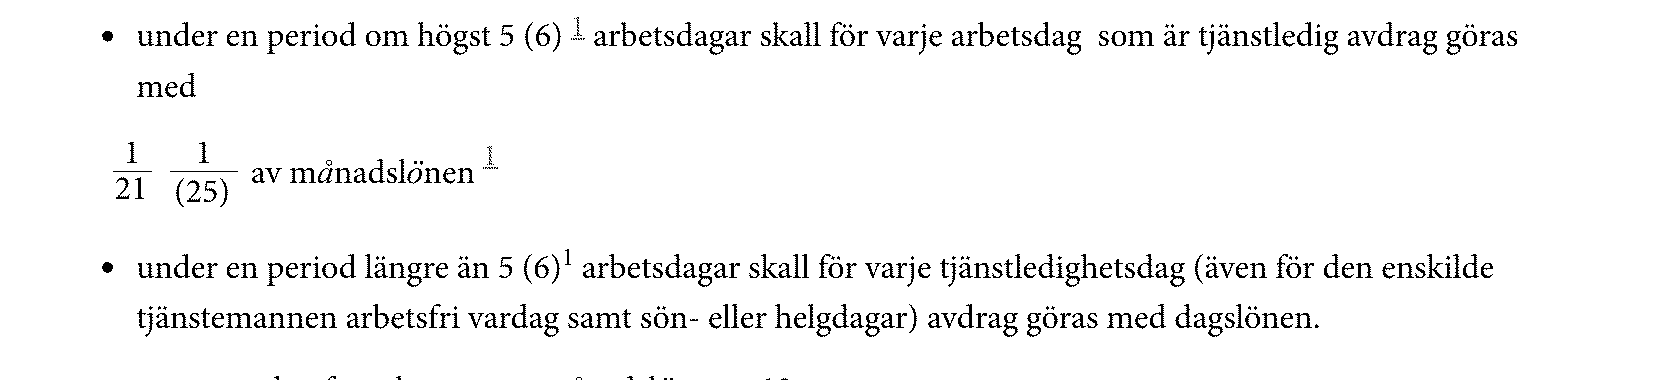 • under en period om högst 5 (6) 1 arbetsdagar skall för varje arbetsdag som är tjänstledig avdrag göras
med
1/21 1/(25) av månadslönen 1
• under en period längre än 5 (6)1 arbetsdagar skall för varje tjänstledighetsdag (även för den enskilde
tjänstemannen arbetsfri vardag samt sön- eller helgdagar) avdrag göras med dagslönen.